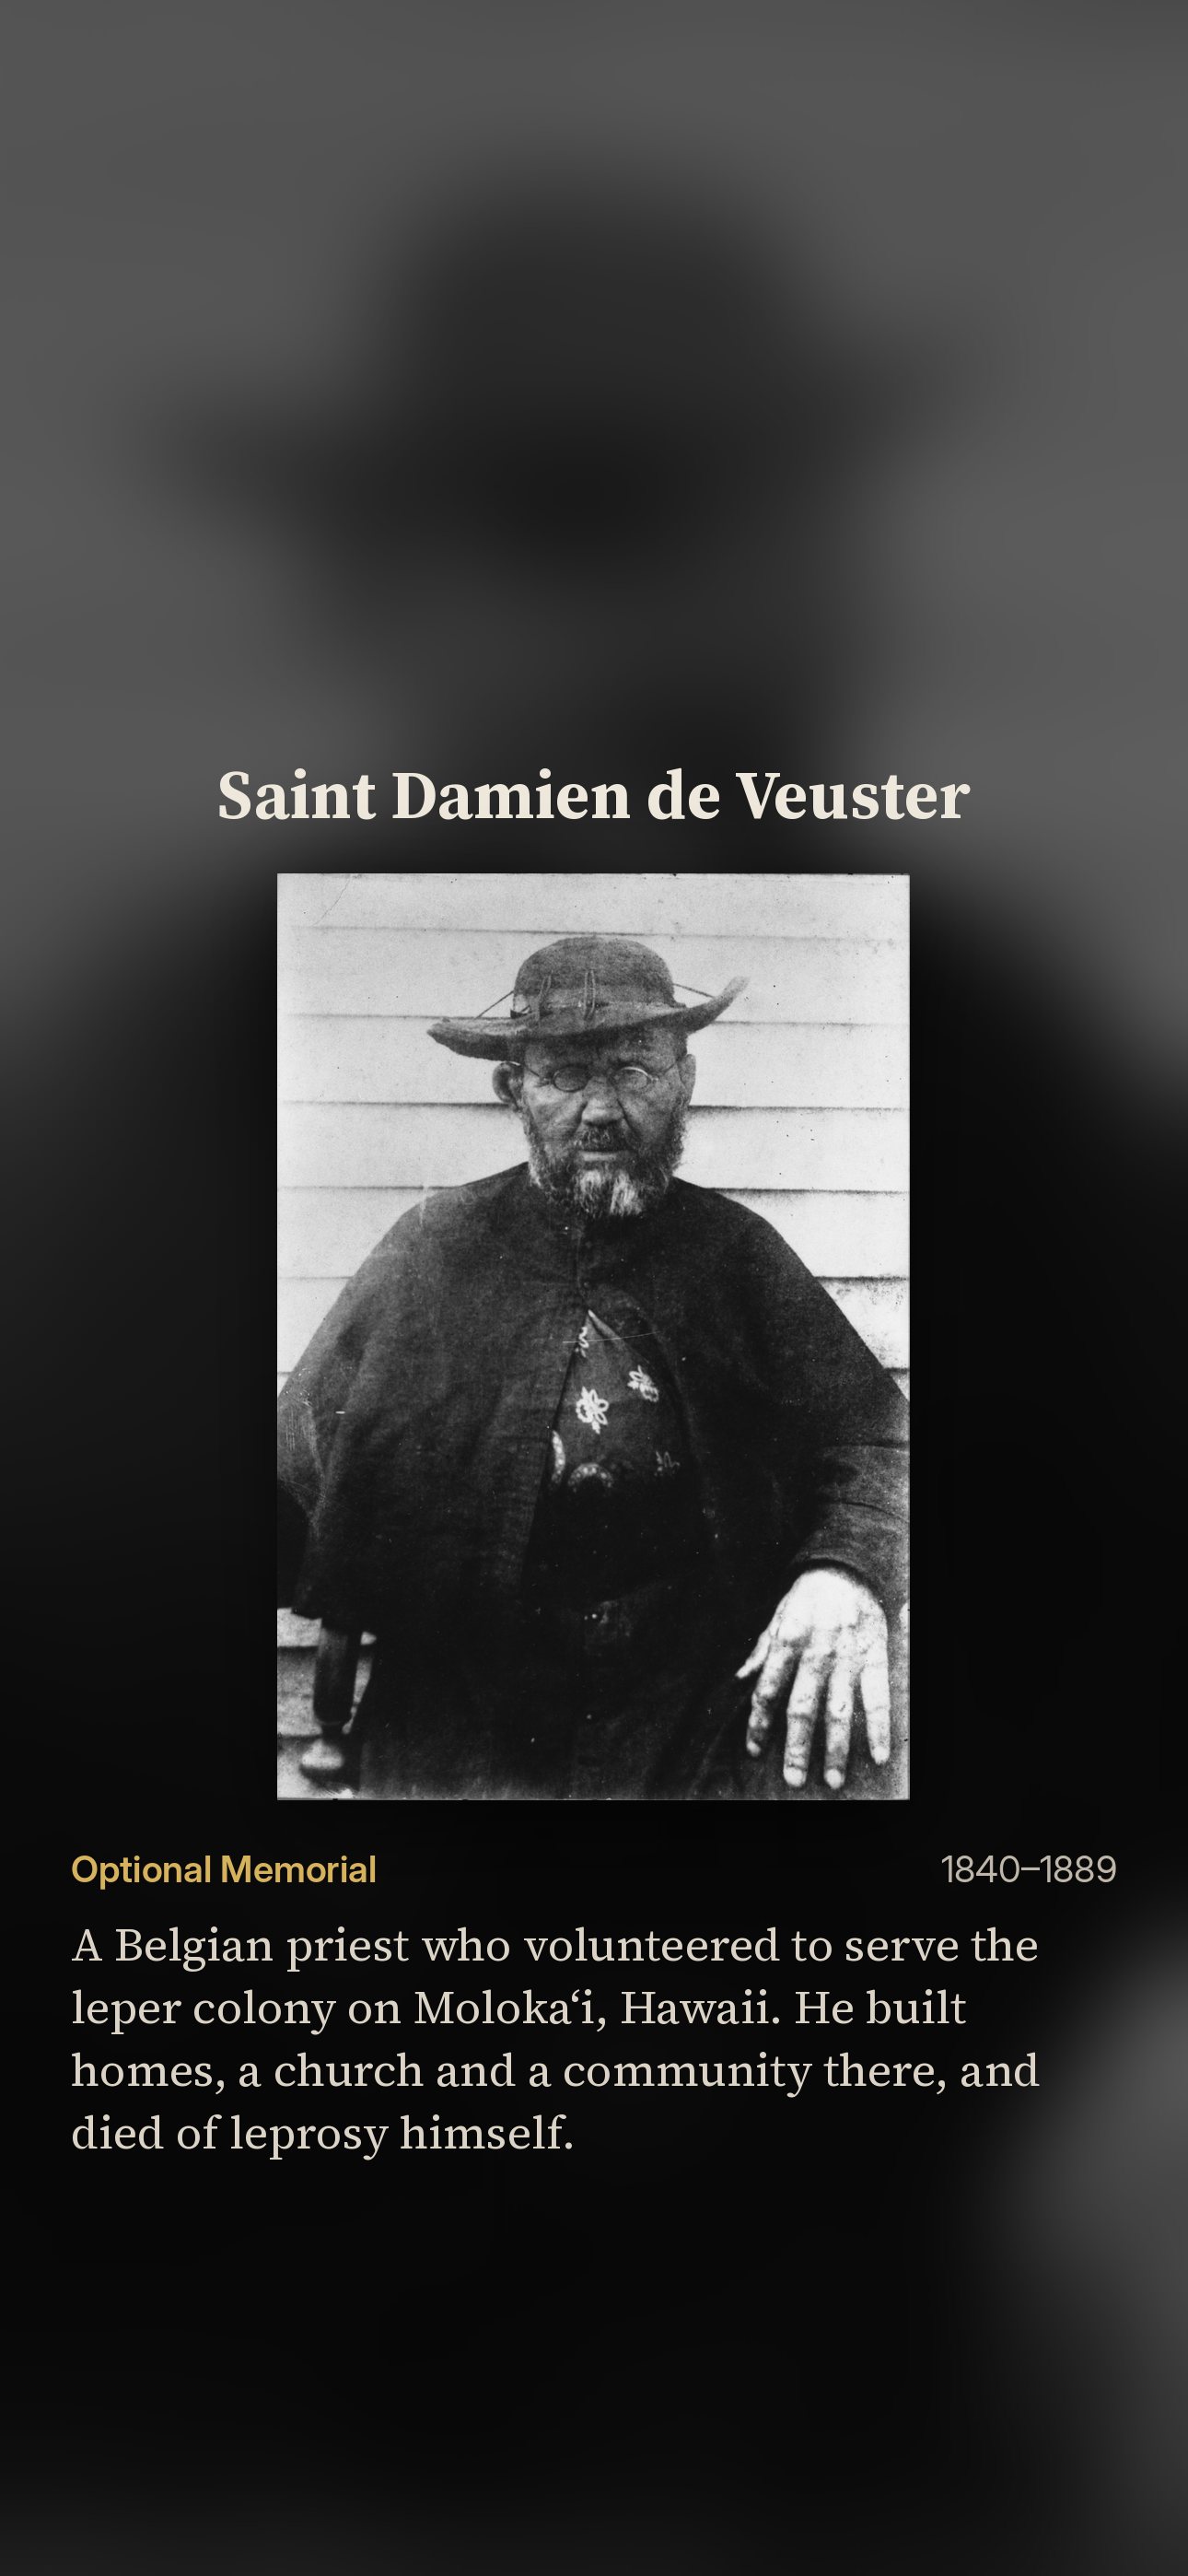 Saint Damien de Veuster
Optional Memorial
1840–1889
A Belgian priest who volunteered to serve the
leper colony on Molokaʻi, Hawaii. He built
homes, a church and a community there, and
died of leprosy himself.